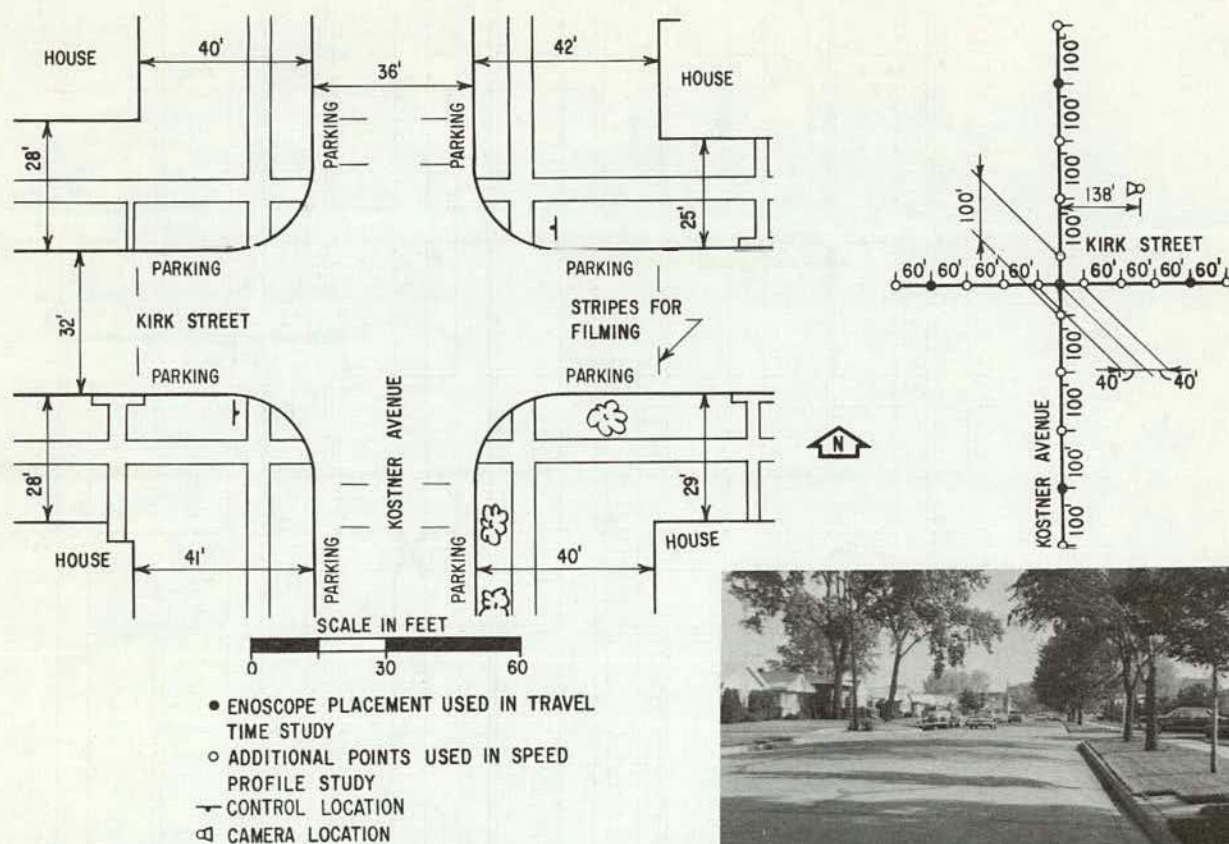 HOUSE
40'
36'
42'
HOUSE
28'
PARKING
PARKING
25'
PARKING
PARKING
32'
KIRK STREET
STRIPES FOR
FILMING
PARKING
PARKING
KOSTNER AVENUE
N
28'
29'
HOUSE
41'
PARKING
PARKING
40'
HOUSE
SCALE IN FEET
0 30 60
● ENOSCOPE PLACEMENT USED IN TRAVEL
TIME STUDY
○ ADDITIONAL POINTS USED IN SPEED
PROFILE STUDY
CONTROL LOCATION
CAMERA LOCATION
100'
100'
100'
100'
100'
138'
KIRK STREET
60' 60' 60' 60' 60' 60' 60' 60'
100'
100'
40' 40'
100'
100'
100'
KOSTNER AVENUE